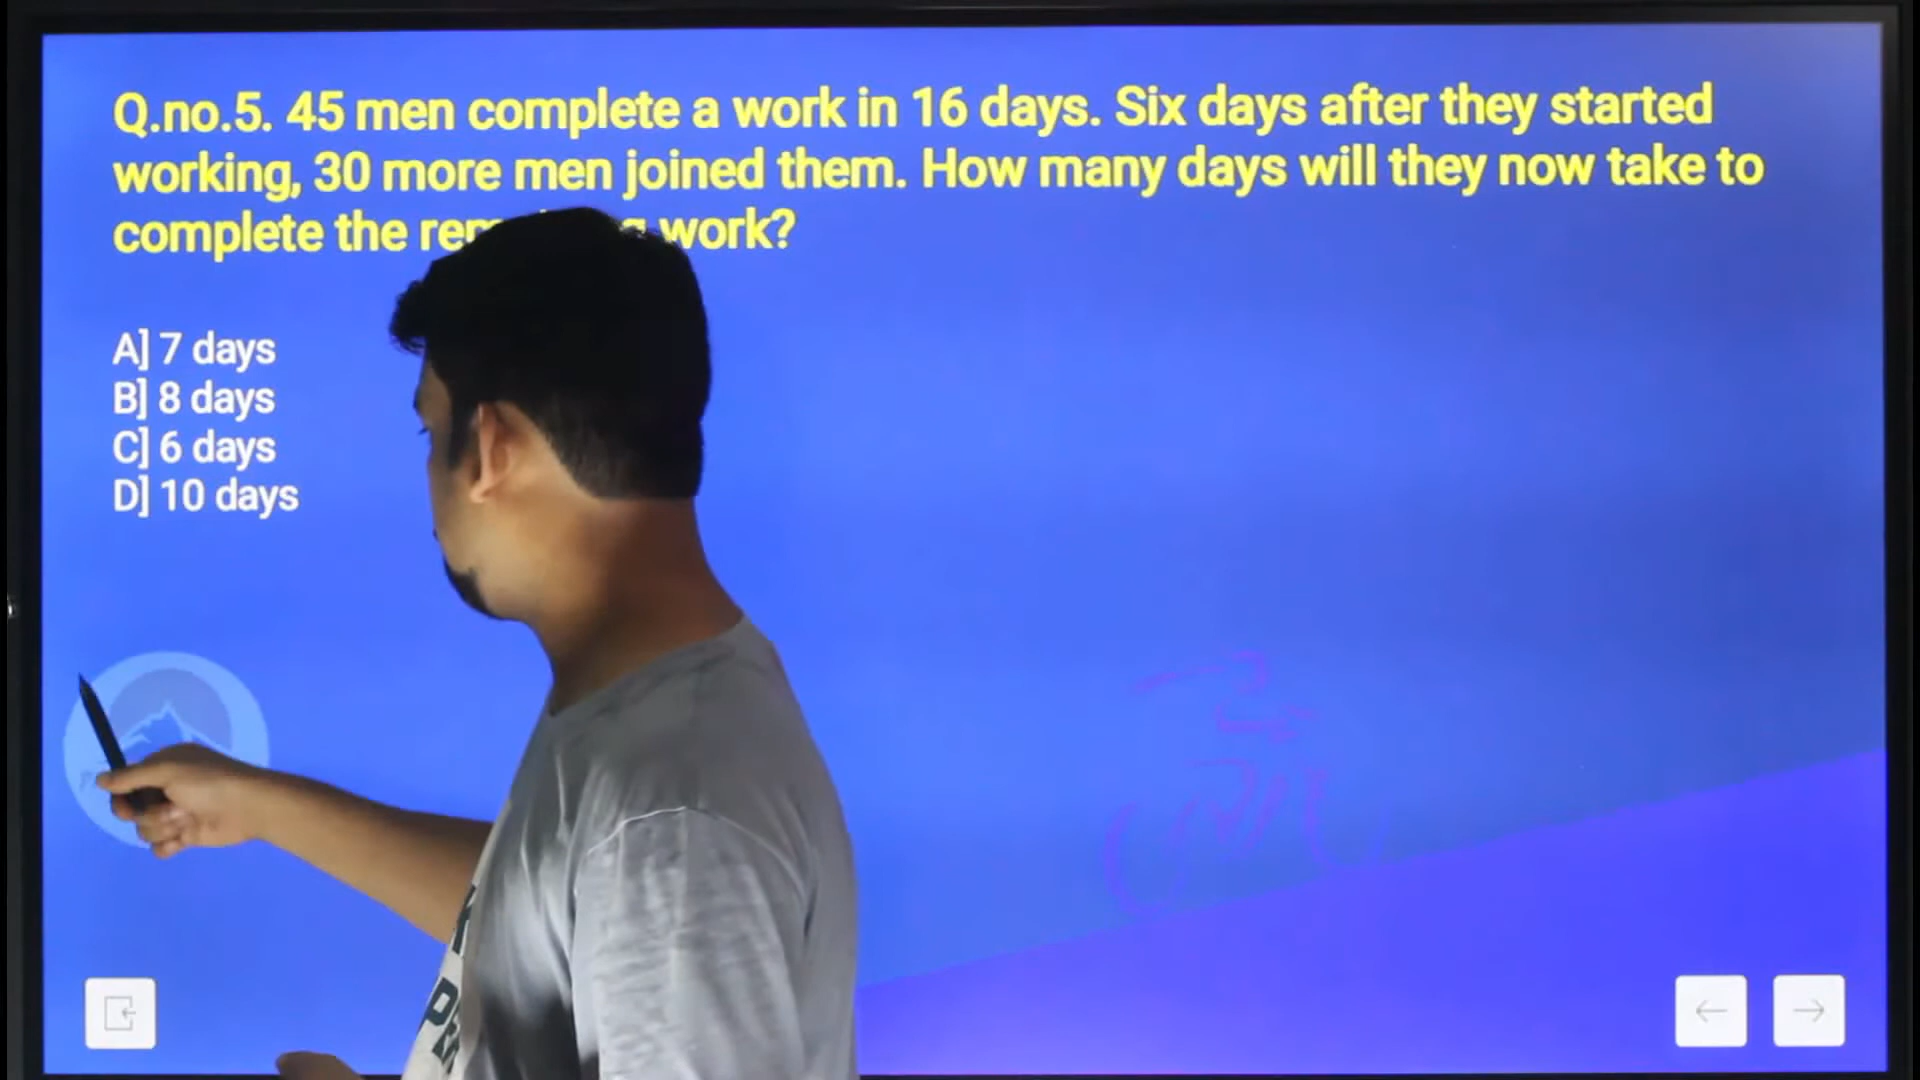 Q.no.5. 45 men complete a work in 16 days. Six days after they started
working, 30 more men joined them. How many days will they now take to
complete the work?
A] 7 days
B] 8 days
C] 6 days
D] 10 days